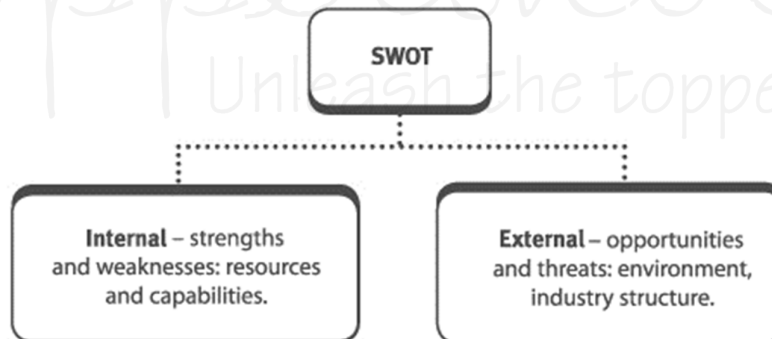 SWOT
Unleash the toppe
Internal – strengths
and weaknesses: resources
and capabilities.
External – opportunities
and threats: environment,
industry structure.